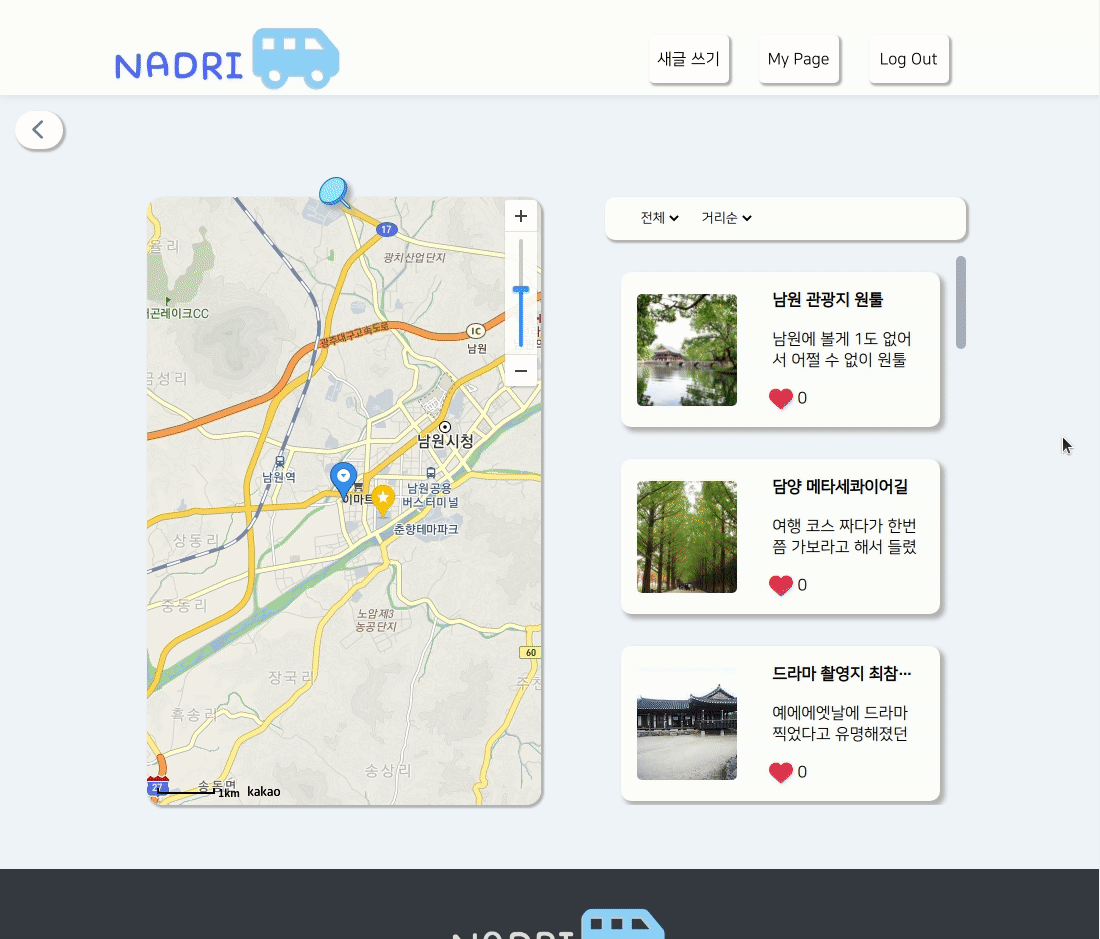 NADRI
새글 쓰기
My Page
Log Out
전체
거리순
17
광치산업단지
율리
곤레이크CC
광주대구고속도로
IC
남원
금성리
남원시청
남원역
이마트
남원공용
버스터미널
춘향테마파크
상동리
중동리
노암제3
농공단지
60
장국리
주천
흑송리
송상리
송동면
27
1km
kakao
남원 관광지 원툴
남원에 볼게 1도 없어
서 어쩔 수 없이 원툴
0
담양 메타세콰이어길
여행 코스 짜다가 한번
쯤 가보라고 해서 들렸
0
드라마 촬영지 최참…
예에에엣날에 드라마
찍었다고 유명해졌던
0
NADRI